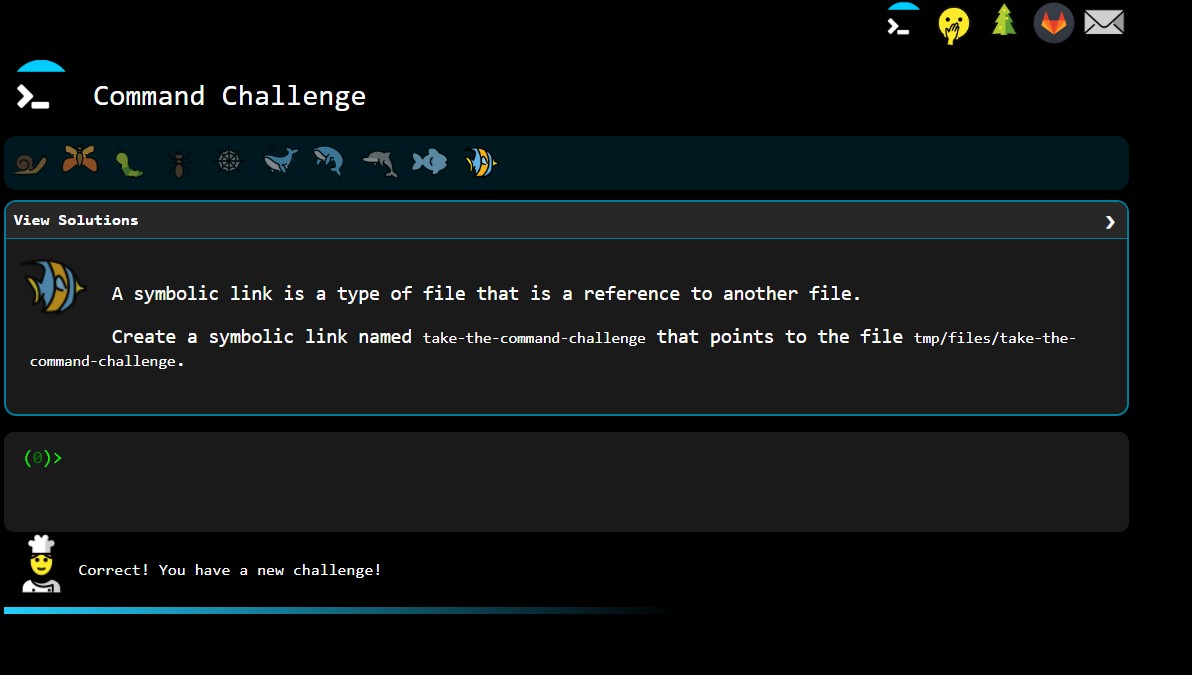 Command Challenge
View Solutions
A symbolic link is a type of file that is a reference to another file.
Create a symbolic link named take-the-command-challenge that points to the file tmp/files/take-the-
command-challenge.
(0)>
Correct! You have a new challenge!